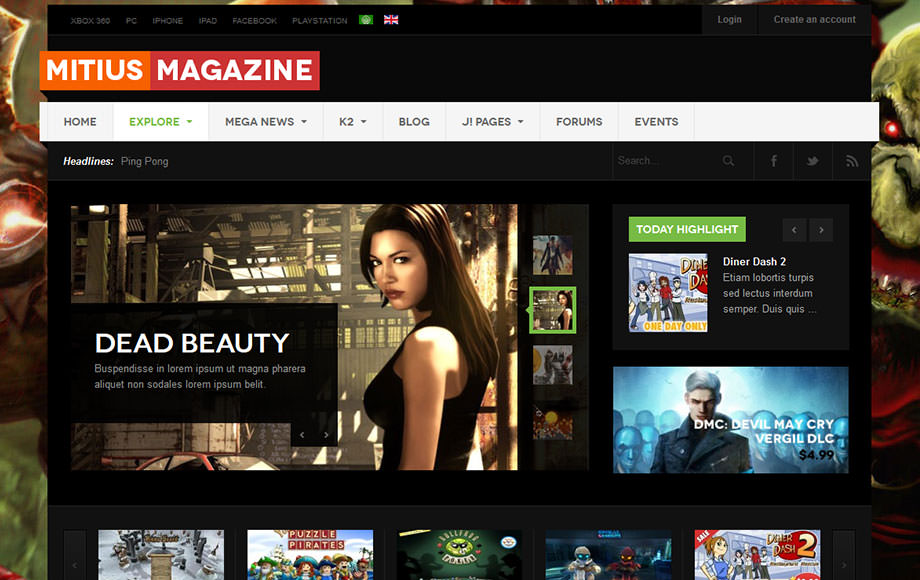 XBOX 360 PC IPHONE IPAD FACEBOOK PLAYSTATION
Login Create an account
MITIUS MAGAZINE
HOME EXPLORE MEGA NEWS K2 BLOG J! PAGES FORUMS EVENTS
Headlines: Ping Pong
Search...
DEAD BEAUTY
Buspendisse in lorem ipsum ut magna pharera
aliquet non sodales lorem ipsum belit.
TODAY HIGHLIGHT
DINER
ONE DAY ONLY
Diner Dash 2
Etiam lobortis turpis
sed lectus interdum
semper. Duis quis ...
DMC: DEVIL MAY CRY
VERGIL DLC
$4.99
PUZZLE
PIRATES
SALE
DINER
DASH 2